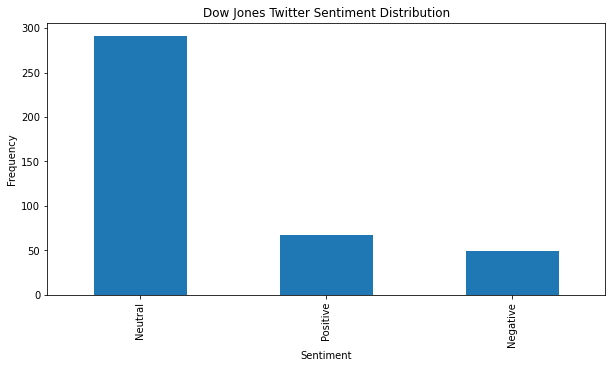 Dow Jones Twitter Sentiment Distribution
300
250
200
150
100
50
0
Frequency
Neutral
Positive
Negative
Sentiment